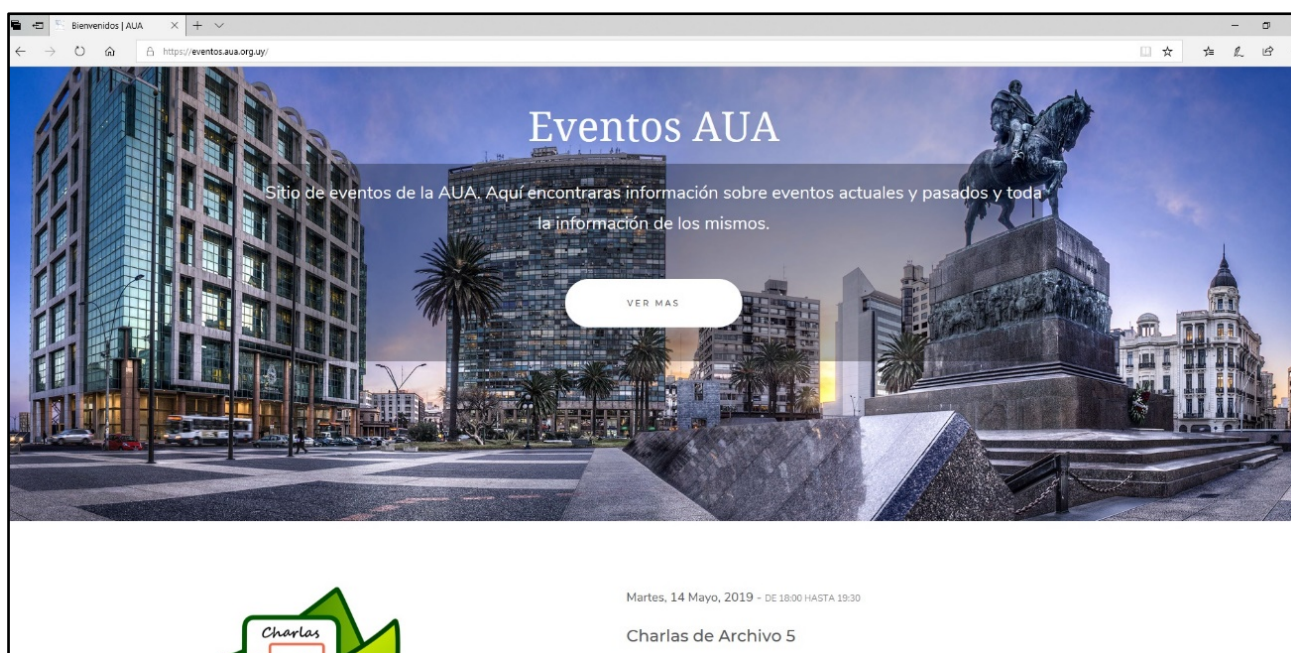 Bienvenidos | AUA
https://eventos.aua.org.uy/
Eventos AUA
Sitio de eventos de la AUA. Aquí encontraras información sobre eventos actuales y pasados y toda
la información de los mismos.
VER MAS
ARTIGAS
Martes, 14 Mayo, 2019 - DE 18:00 HASTA 19:30
Charlas
Charlas de Archivo 5